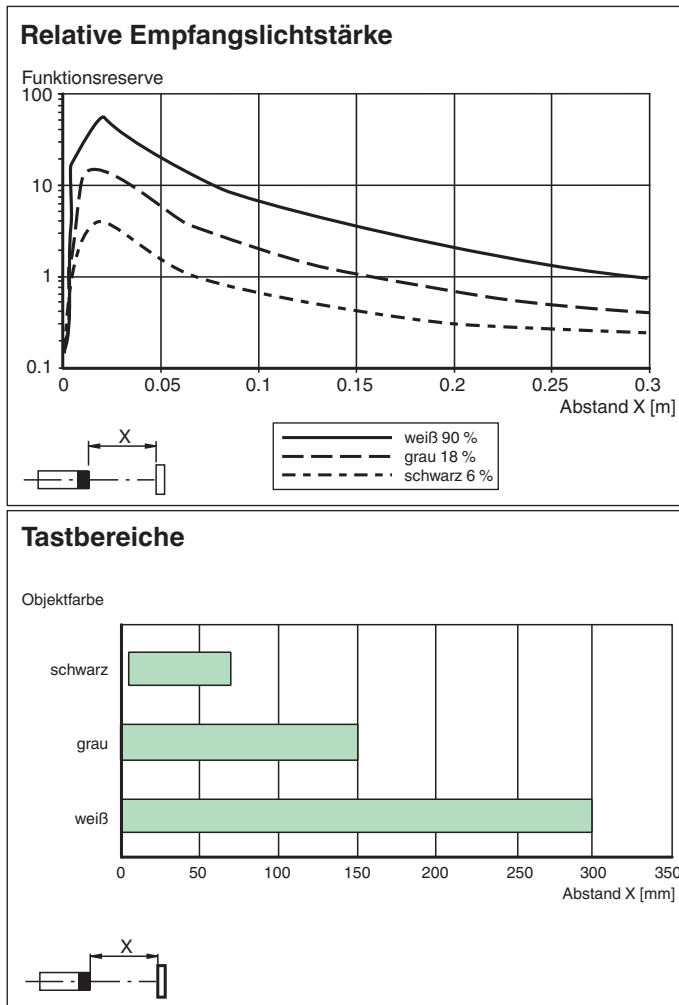 Relative Empfangslichtstärke
Funktionsreserve
100
10
1
0.1
0 0.05 0.1 0.15 0.2 0.25 0.3
Abstand X [m]
X
weiß 90 %
grau 18 %
schwarz 6 %
Tastbereiche
Objektfarbe
schwarz
grau
weiß
0 50 100 150 200 250 300 350
Abstand X [mm]
X